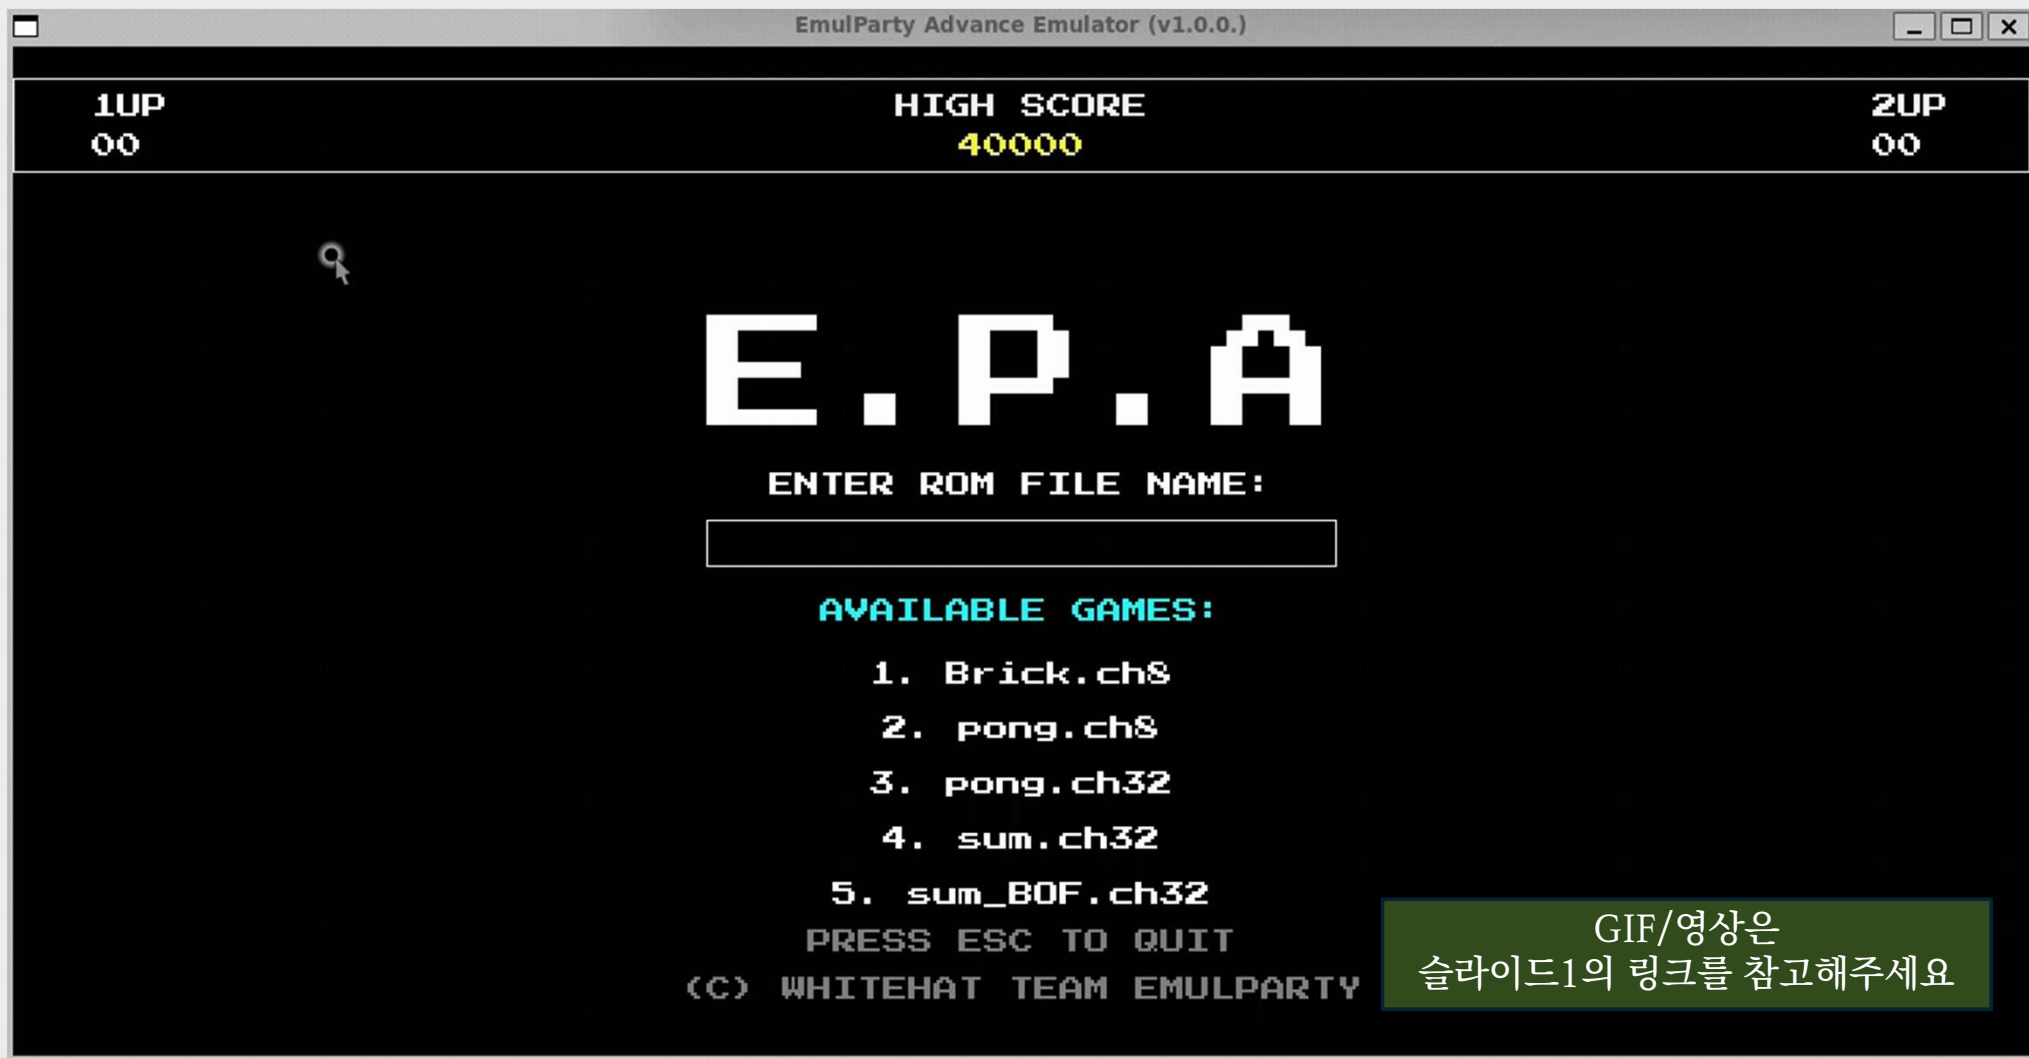 EmulParty Advance Emulator (v1.0.0.)
1UP HIGH SCORE 2UP
00 40000 00
E.P.A
ENTER ROM FILE NAME:
AVAILABLE GAMES:
1. Brick.ch8
2. pong.ch8
3. pong.ch32
4. sum.ch32
5. sum_BOF.ch32
PRESS ESC TO QUIT
(C) WHITEHAT TEAM EMULPARTY
GIF/영상은
슬라이드1의 링크를 참고해주세요